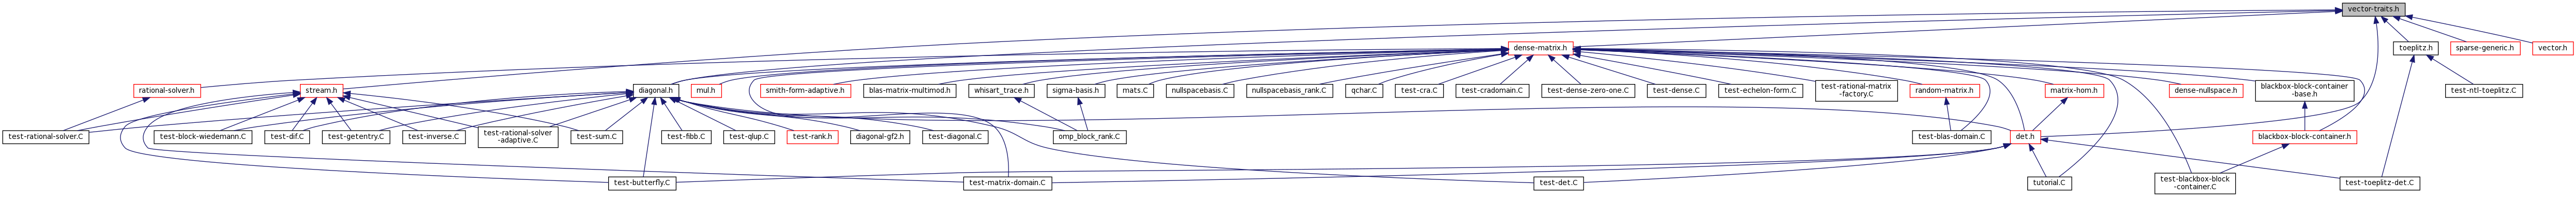 vector-traits.h
dense-matrix.h
toeplitz.h
sparse-generic.h
vector.h
rational-solver.h
stream.h
diagonal.h
mul.h
smith-form-adaptive.h
blas-matrix-multimod.h
whisart_trace.h
sigma-basis.h
mats.C
nullspacebasis.C
nullspacebasis_rank.C
qchar.C
test-cra.C
test-cradomain.C
test-dense-zero-one.C
test-dense.C
test-echelon-form.C
test-rational-matrix
-factory.C
random-matrix.h
matrix-hom.h
dense-nullspace.h
blackbox-block-container
-base.h
test-ntl-toeplitz.C
test-rational-solver.C
test-block-wiedemann.C
test-dif.C
test-getentry.C
test-inverse.C
test-rational-solver
-adaptive.C
test-sum.C
test-fibb.C
test-qlup.C
test-rank.h
diagonal-gf2.h
test-diagonal.C
omp_block_rank.C
test-blas-domain.C
det.h
blackbox-block-container.h
test-butterfly.C
test-matrix-domain.C
test-det.C
tutorial.C
test-blackbox-block
-container.C
test-toeplitz-det.C